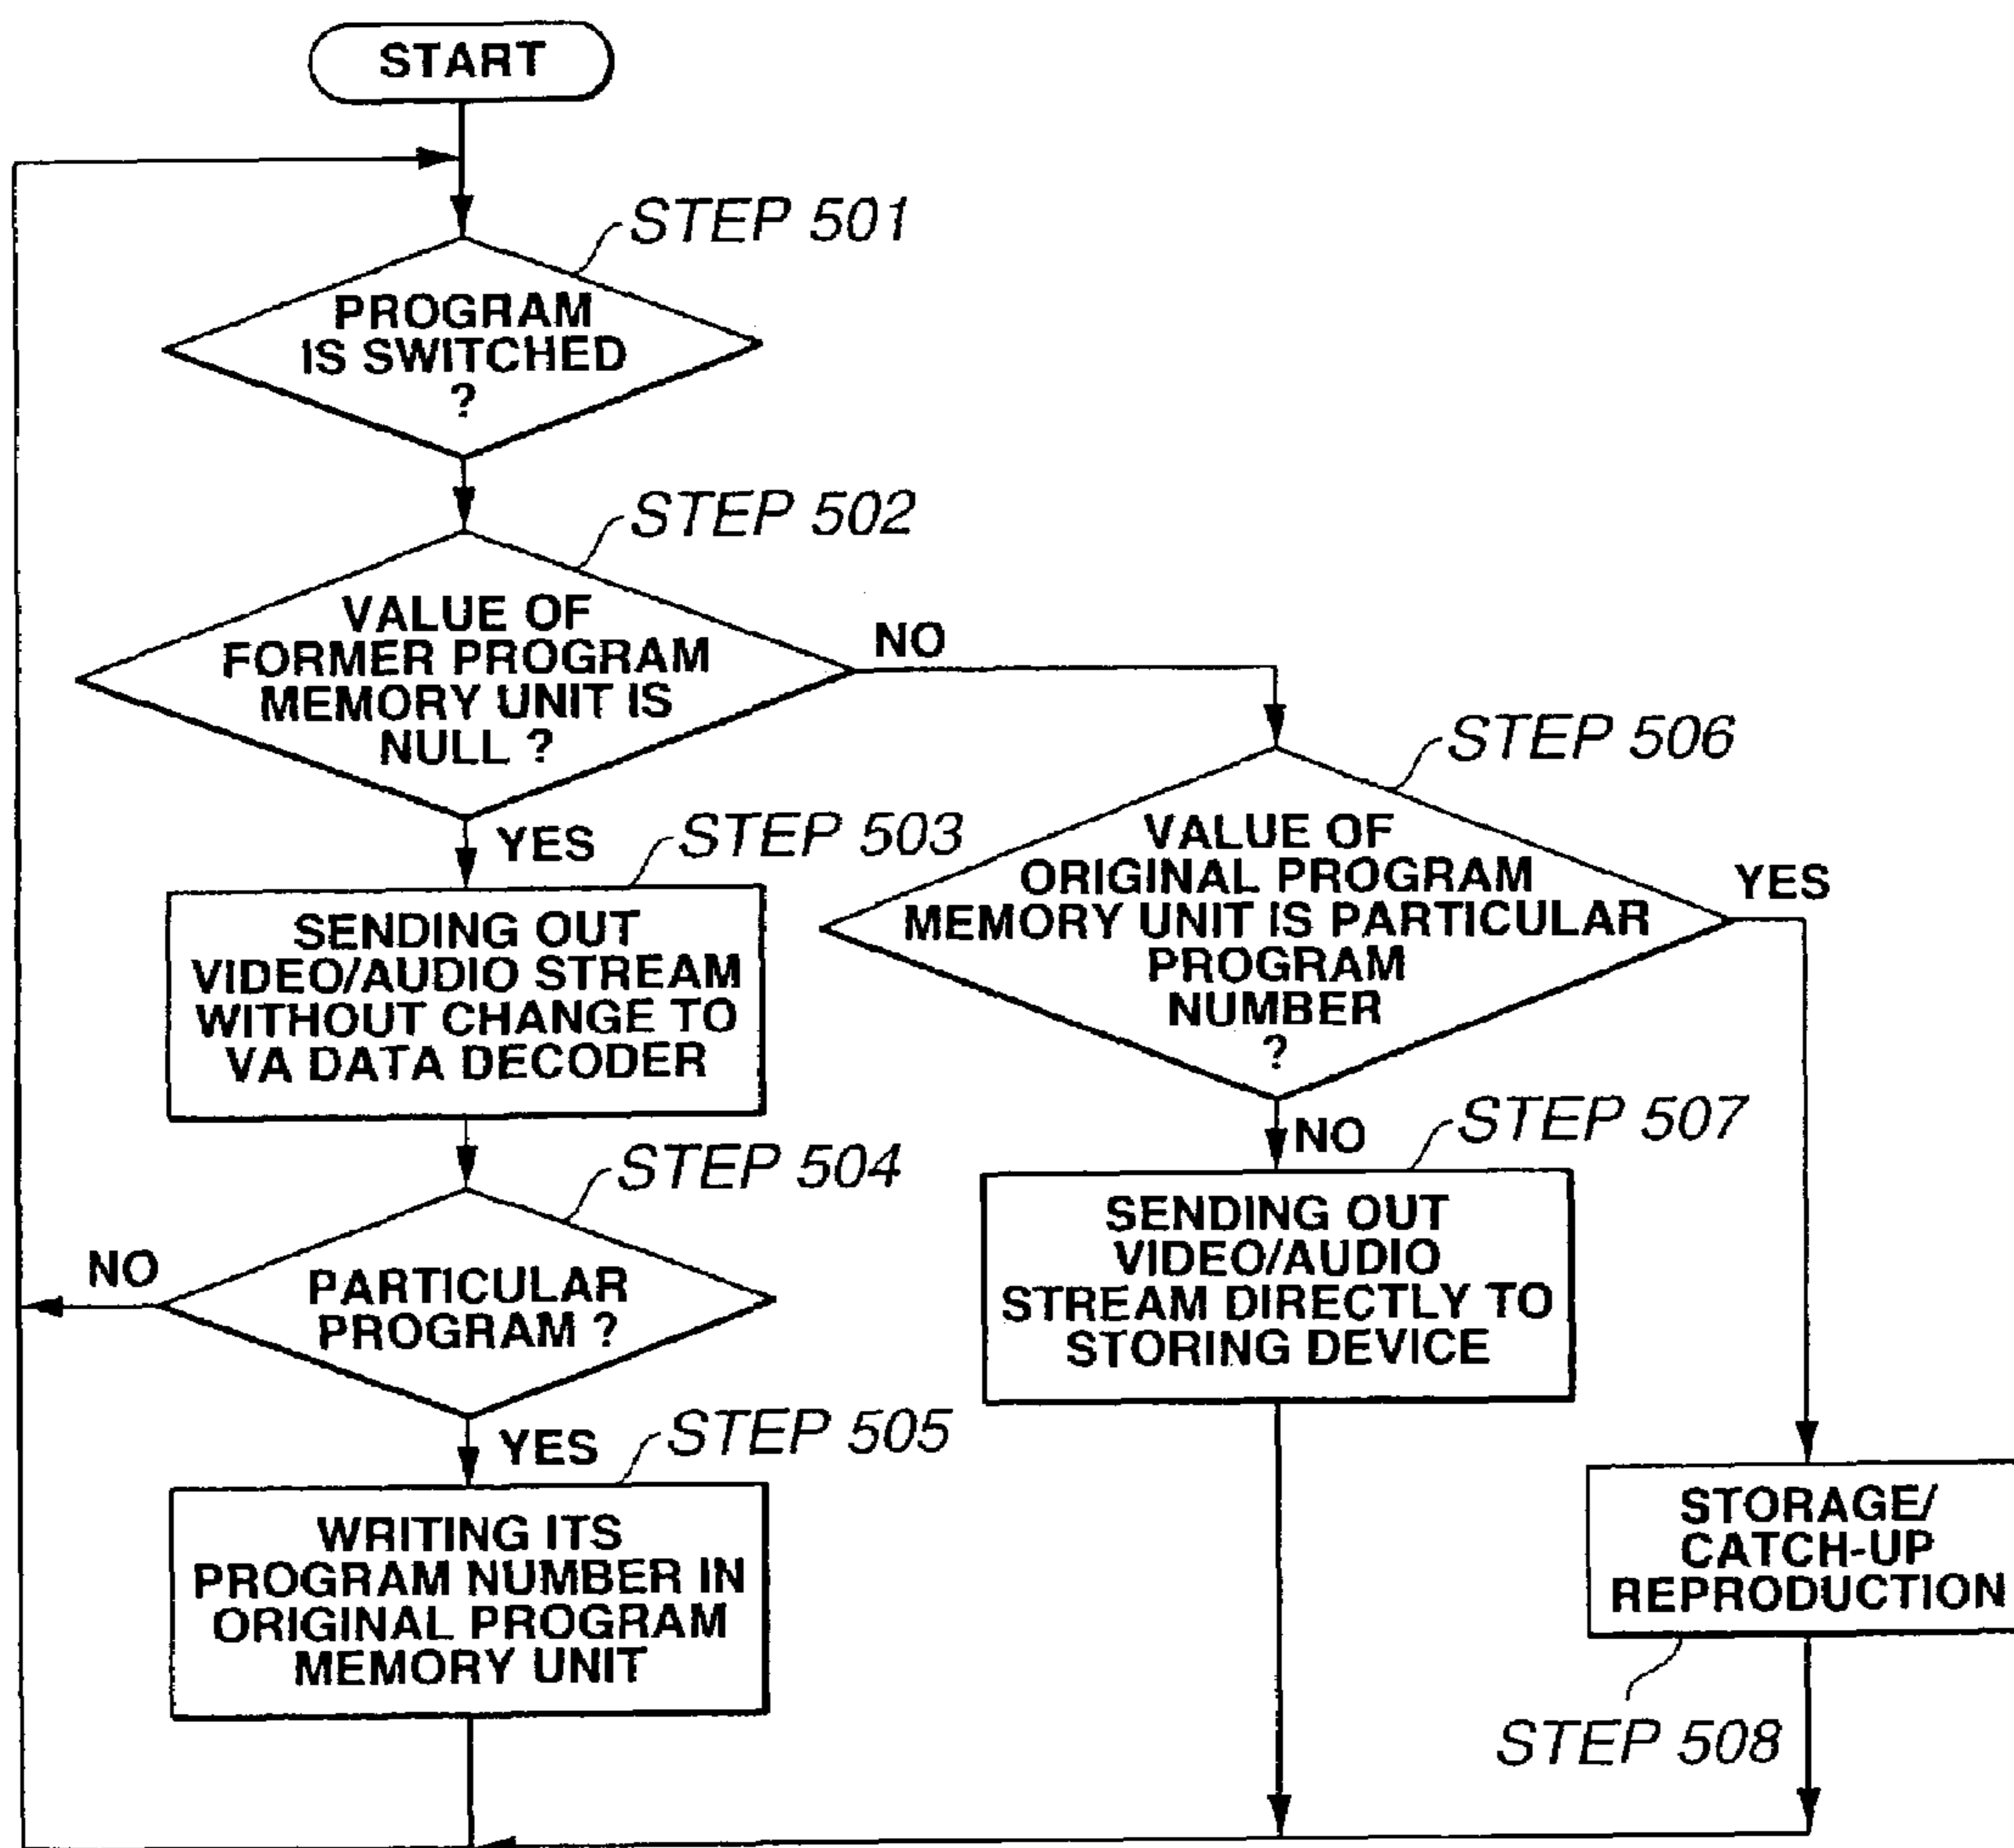 START
STEP 501
PROGRAM
IS SWITCHED
?
STEP 502
VALUE OF
FORMER PROGRAM
MEMORY UNIT IS
NULL ?
NO
YES
STEP 503
SENDING OUT
VIDEO/AUDIO STREAM
WITHOUT CHANGE TO
VA DATA DECODER
STEP 504
PARTICULAR
PROGRAM ?
NO
YES
STEP 505
WRITING ITS
PROGRAM NUMBER IN
ORIGINAL PROGRAM
MEMORY UNIT
STEP 506
VALUE OF
ORIGINAL PROGRAM
MEMORY UNIT IS PARTICULAR
PROGRAM
NUMBER
?
YES
NO
STEP 507
SENDING OUT
VIDEO/AUDIO
STREAM DIRECTLY TO
STORING DEVICE
STORAGE/
CATCH-UP
REPRODUCTION
STEP 508